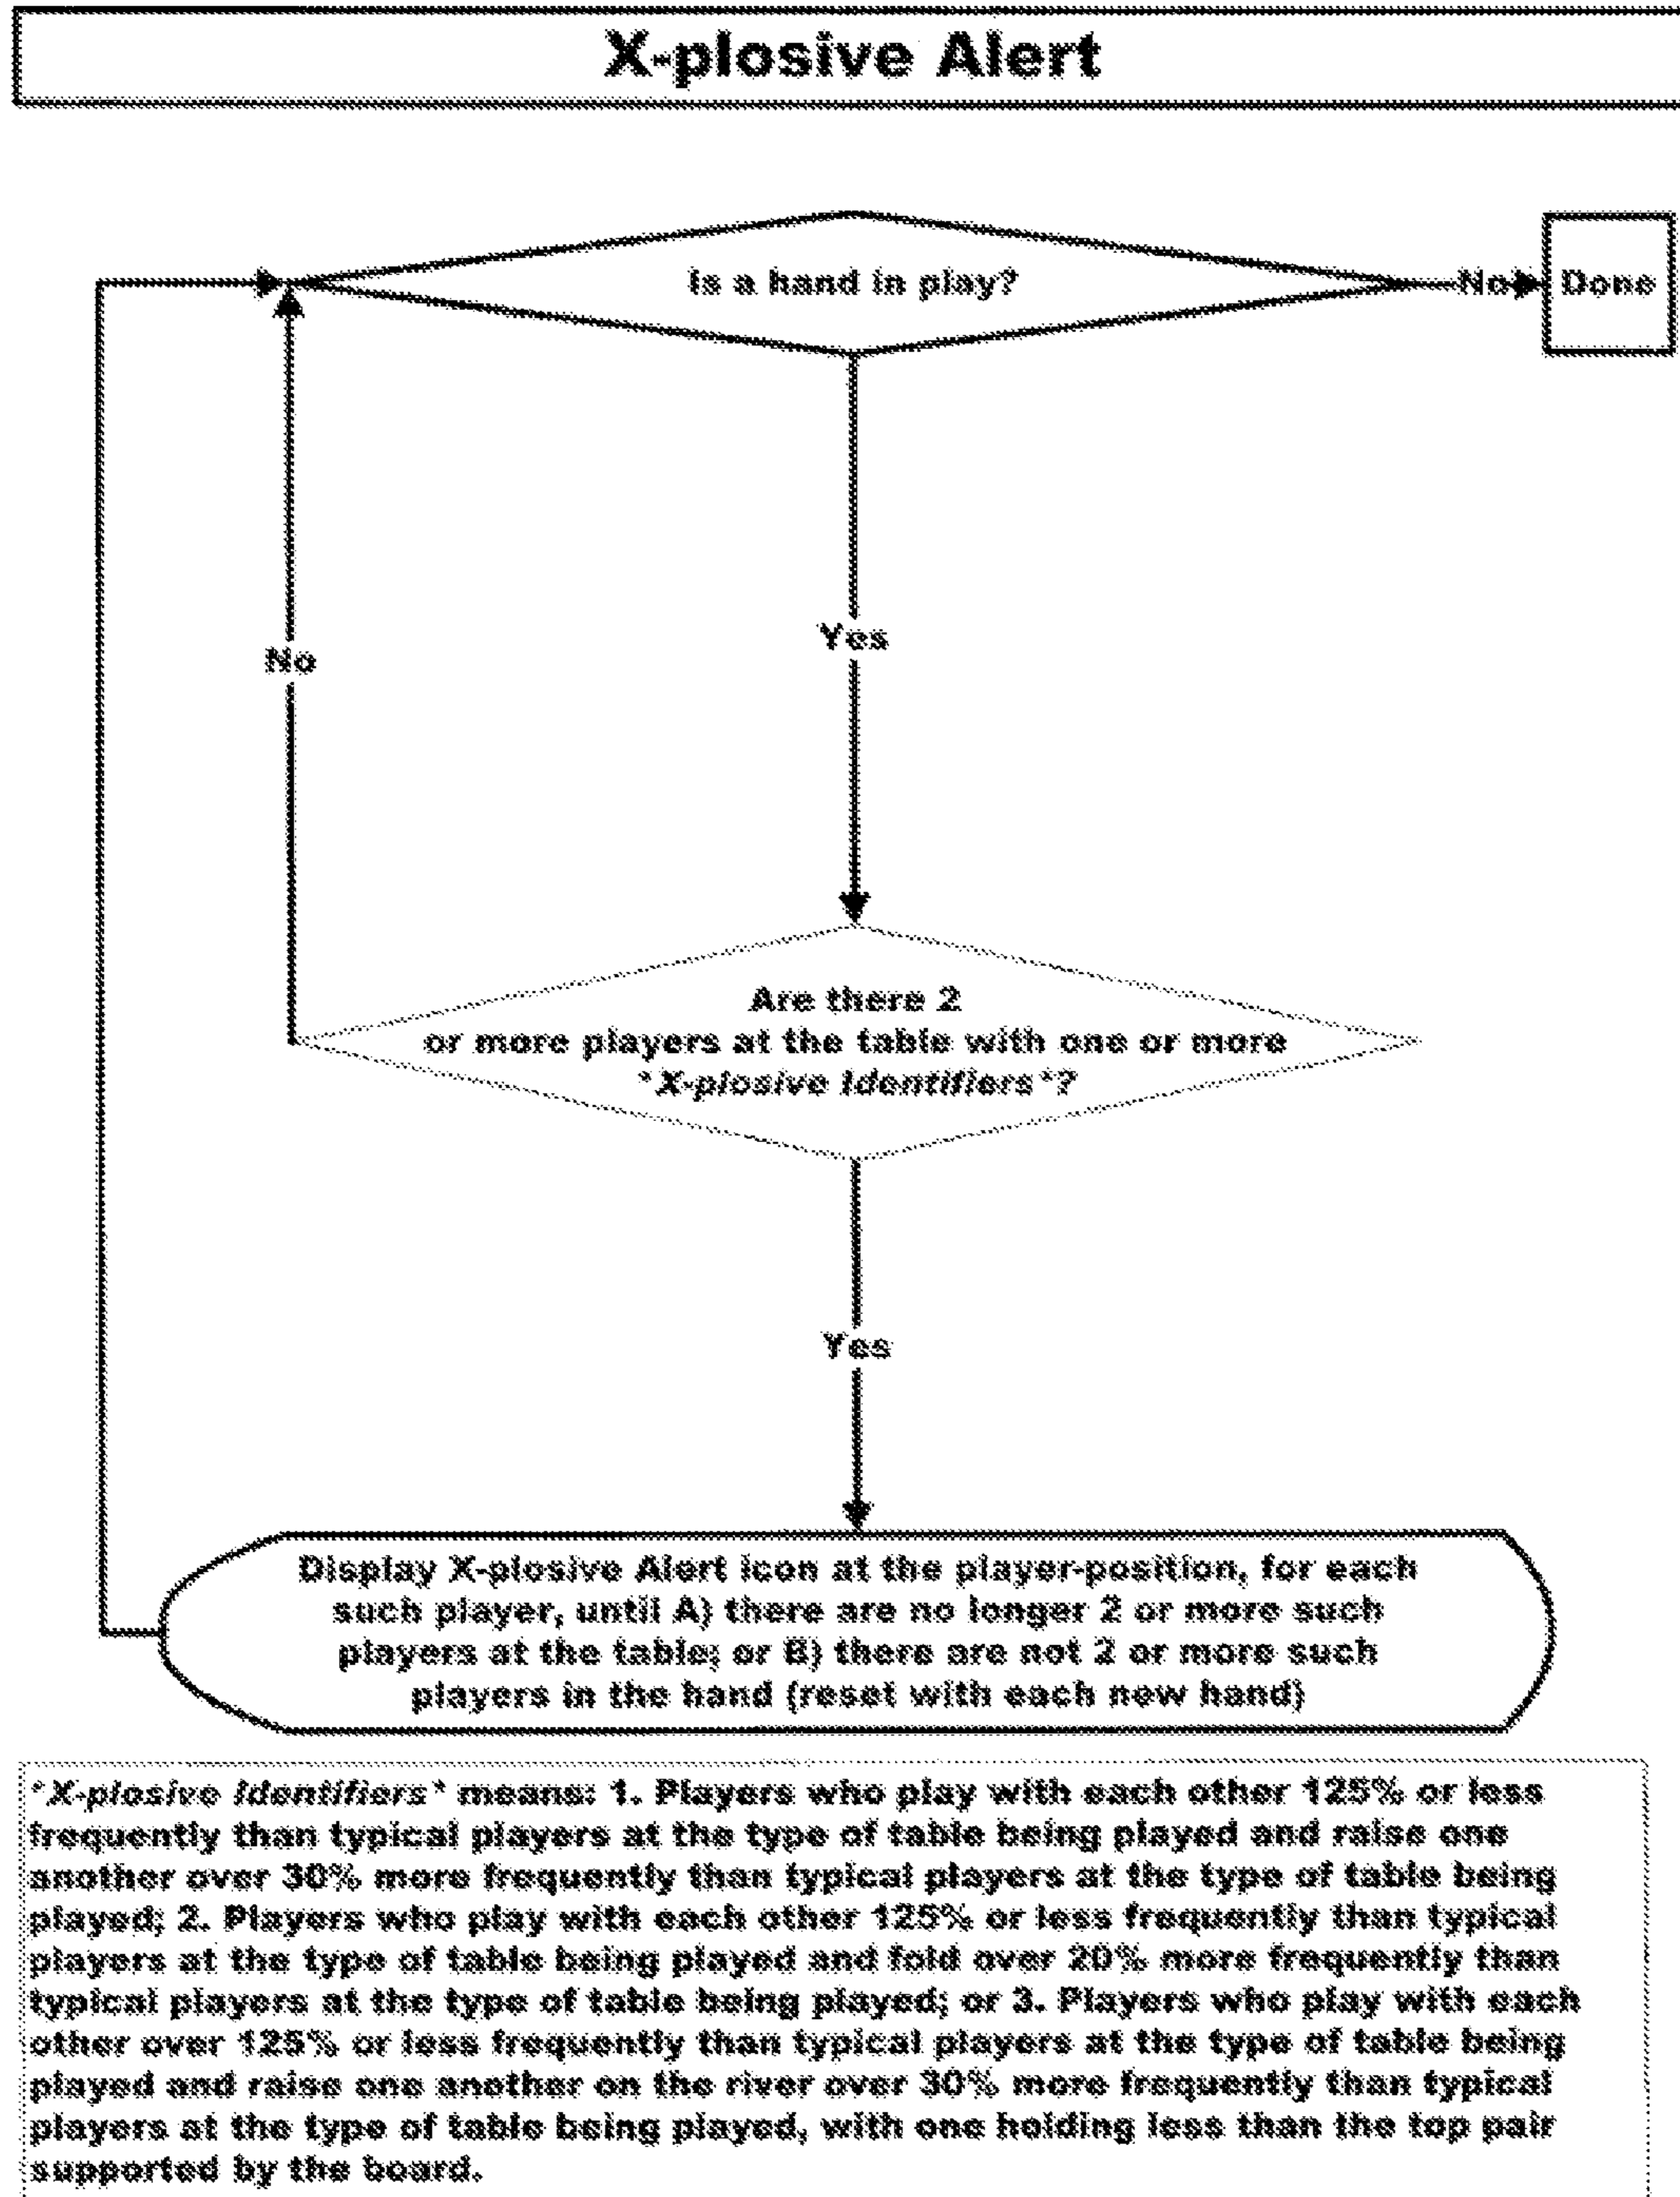 X-plosive Alert
Is a hand in play?
No
Done
Yes
No
Are there 2
or more players at the table with one or more
*X-plosive Identifiers*?
Yes
Display X-plosive Alert icon at the player-position, for each
such player, until A) there are no longer 2 or more such
players at the table; or B) there are not 2 or more such
players in the hand (reset with each new hand)
*X-plosive Identifiers* means: 1. Players who play with each other 125% or less
frequently than typical players at the type of table being played and raise one
another over 30% more frequently than typical players at the type of table being
played; 2. Players who play with each other 125% or less frequently than typical
players at the type of table being played and fold over 20% more frequently than
typical players at the type of table being played; or 3. Players who play with each
other over 125% or less frequently than typical players at the type of table being
played and raise one another on the river over 30% more frequently than typical
players at the type of table being played, with one holding less than the top pair
supported by the board.